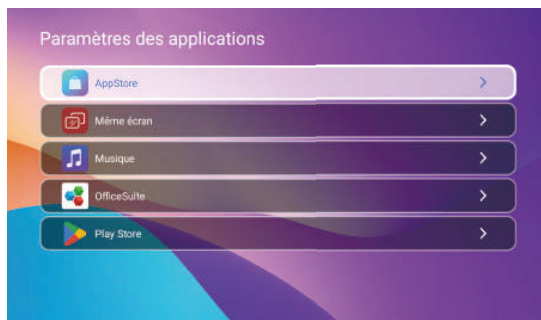 Paramètres des applications
AppStore
Même écran
Musique
OfficeSuite
Play Store